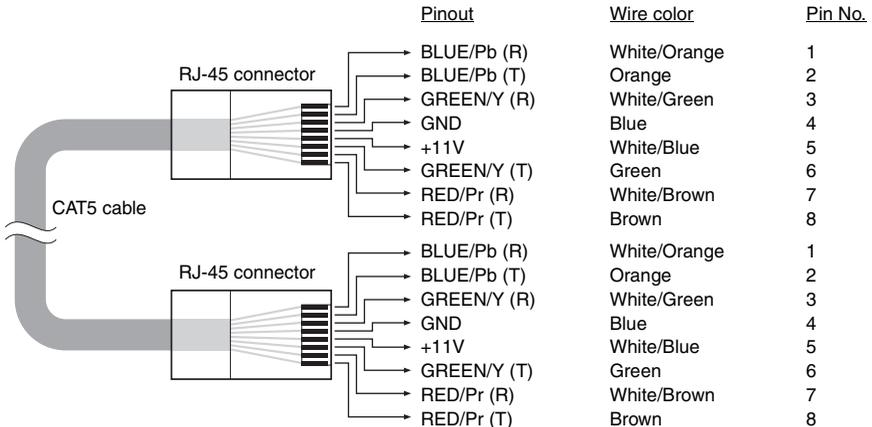 Pinout Wire color Pin No.
BLUE/Pb (R) White/Orange 1
RJ-45 connector BLUE/Pb (T) Orange 2
GREEN/Y (R) White/Green 3
GND Blue 4
+11V White/Blue 5
GREEN/Y (T) Green 6
RED/Pr (R) White/Brown 7
CAT5 cable
RED/Pr (T) Brown 8
BLUE/Pb (R) White/Orange 1
RJ-45 connector BLUE/Pb (T) Orange 2
GREEN/Y (R) White/Green 3
GND Blue 4
+11V White/Blue 5
GREEN/Y (T) Green 6
RED/Pr (R) White/Brown 7
RED/Pr (T) Brown 8